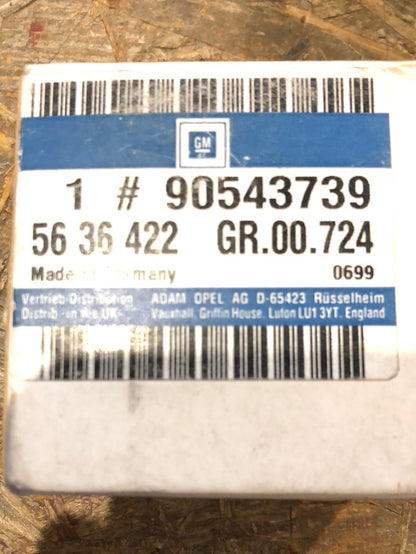 GM
1 # 90543739
56 36 422 GR.00.724
Made in Germany 0699
Vertrieb-Distribution ADAM OPEL AG D-65423 Rüsselheim
Distrib. in the UK- Vauxhall. Griffin House. Luton LU1 3YT. England